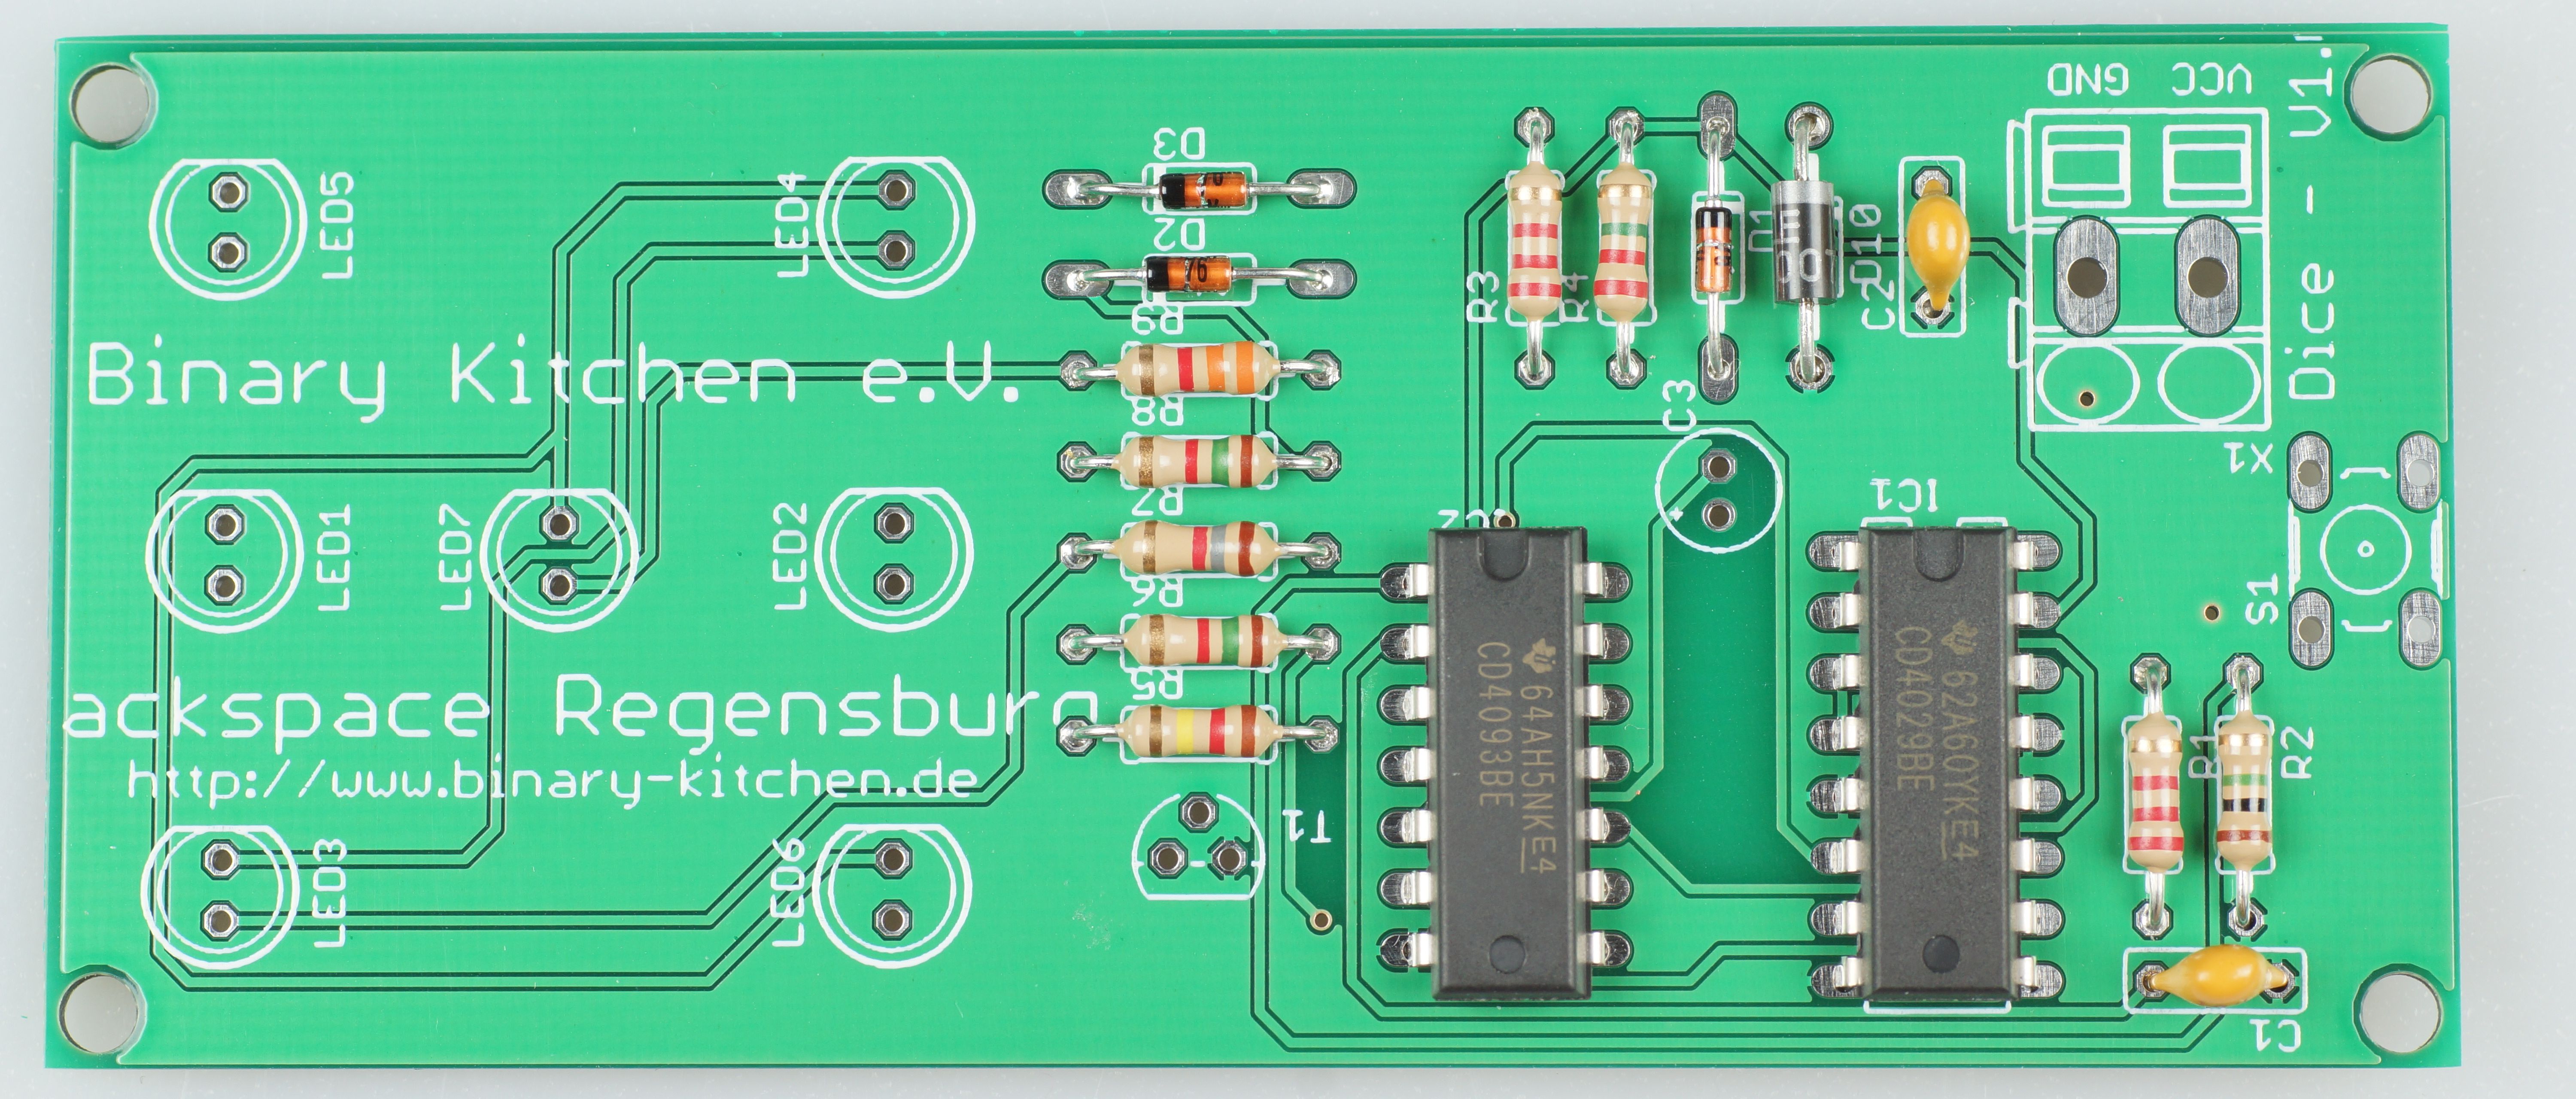 GND VCC
Dice - V1.
D3
LED5
LED4
D2
R9
R3
R4
D1
D10
C2
Binary Kitchen e.V.
R8
C3
X1
R7
IC1
LED1
LED7
LED2
R6
S1
64AH5NKE4
CD4093BE
62A60YKE4
CD4029BE
R5
ackspace Regensburg
http://www.binary-kitchen.de
R1
R2
T1
LED3
LED6
C1